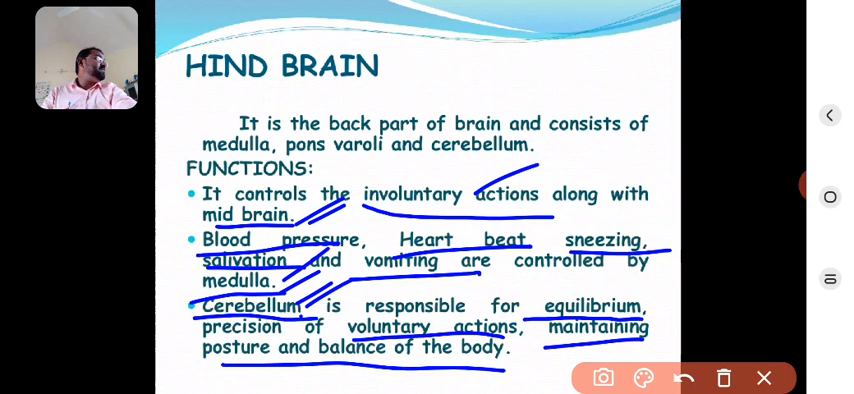 HIND BRAIN
It is the back part of brain and consists of
medulla, pons varoli and cerebellum.
FUNCTIONS:
• It controls the involuntary actions along with
mid brain.
• Blood pressure, Heart beat, sneezing,
salivation and vomiting are controlled by
medulla.
• Cerebellum is responsible for equilibrium,
precision of voluntary actions, maintaining
posture and balance of the body.